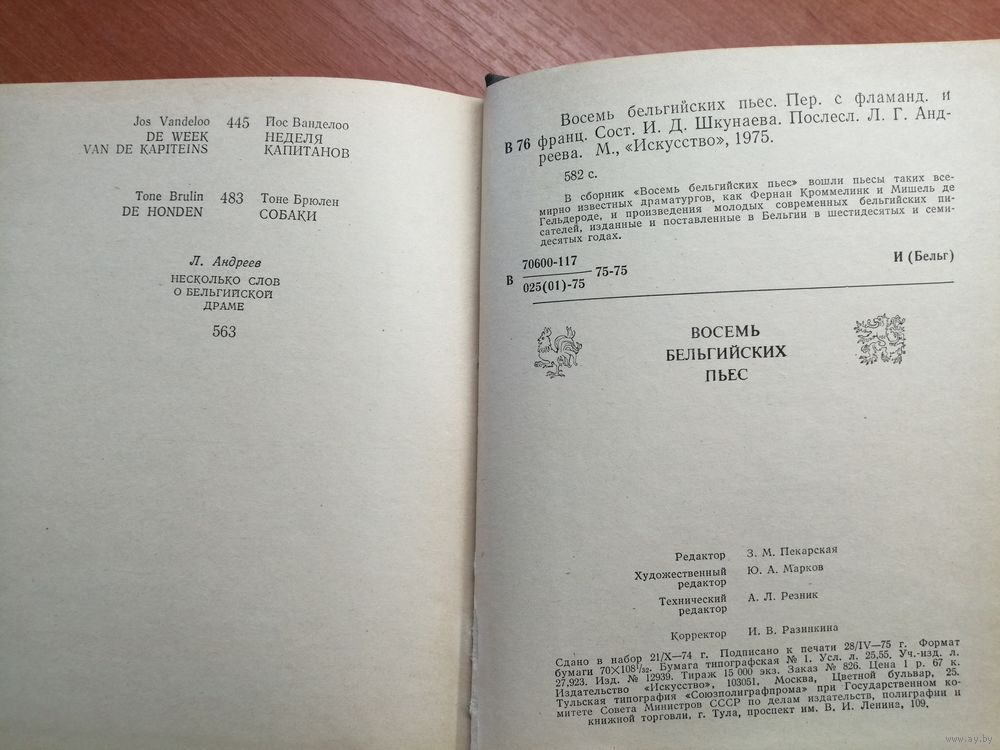 Jos Vandeloo 445 Йос Ванделоо
DE WEEK НЕДЕЛЯ
VAN DE KAPITEINS КАПИТАНОВ
Tone Brulin 483 Тоне Брюлен
DE HONDEN СОБАКИ
Л. Андреев
НЕСКОЛЬКО СЛОВ
О БЕЛЬГИЙСКОЙ
ДРАМЕ
563
Восемь бельгийских пьес. Пер. с фламанд. и
В 76 франц. Сост. И. Д. Шкунаева. Послесл. Л. Г. Анд-
реева. М., «Искусство», 1975.
582 с.
В сборник «Восемь бельгийских пьес» вошли пьесы таких все-
мирно известных драматургов, как Фернан Кроммелинк и Мишель де
Гельдероде, и произведения молодых современных бельгийских пи-
сателей, изданные и поставленные в Бельгии в шестидесятых и семи-
десятых годах.
В 70600-117
025(01)-75 75-75 И (Бельг)
ВОСЕМЬ
БЕЛЬГИЙСКИХ
ПЬЕС
Редактор З. М. Пекарская
Художественный Ю. А. Марков
редактор
Технический А. Л. Резник
редактор
Корректор И. В. Разинкина
Сдано в набор 21/X—74 г. Подписано к печати 28/IV—75 г. Формат
бумаги 70×108¹/₃₂. Бумага типографская № 1. Усл. л. 25,55. Уч.-изд. л.
27,923. Изд. № 12939. Тираж 15 000 экз. Заказ № 826. Цена 1 р. 67 к.
Издательство «Искусство», 103051, Москва, Цветной бульвар, 25.
Тульская типография «Союзполиграфпрома» при Государственном ко-
митете Совета Министров СССР по делам издательств, полиграфии и
книжной торговли, г. Тула, проспект им. В. И. Ленина, 109.
www.ay.by